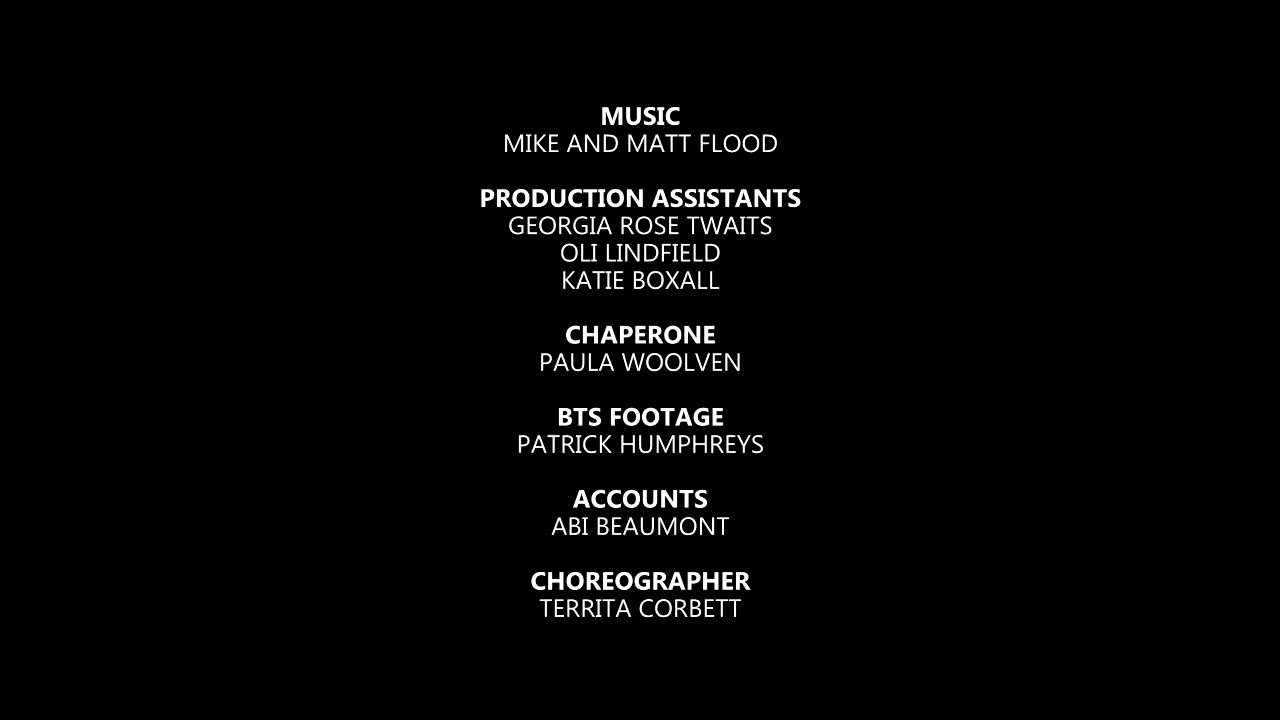 MUSIC
MIKE AND MATT FLOOD
PRODUCTION ASSISTANTS
GEORGIA ROSE TWAITS
OLI LINDFIELD
KATIE BOXALL
CHAPERONE
PAULA WOOLVEN
BTS FOOTAGE
PATRICK HUMPHREYS
ACCOUNTS
ABI BEAUMONT
CHOREOGRAPHER
TERRITA CORBETT